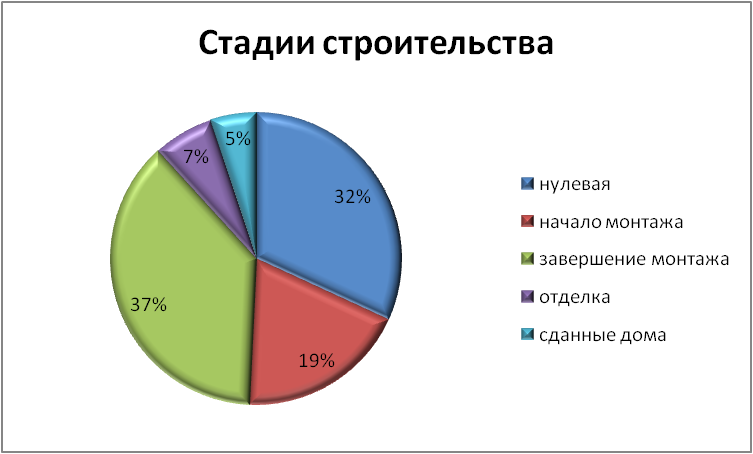 Стадии строительства
5%
7%
32%
37%
19%
нулевая
начало монтажа
завершение монтажа
отделка
сданные дома